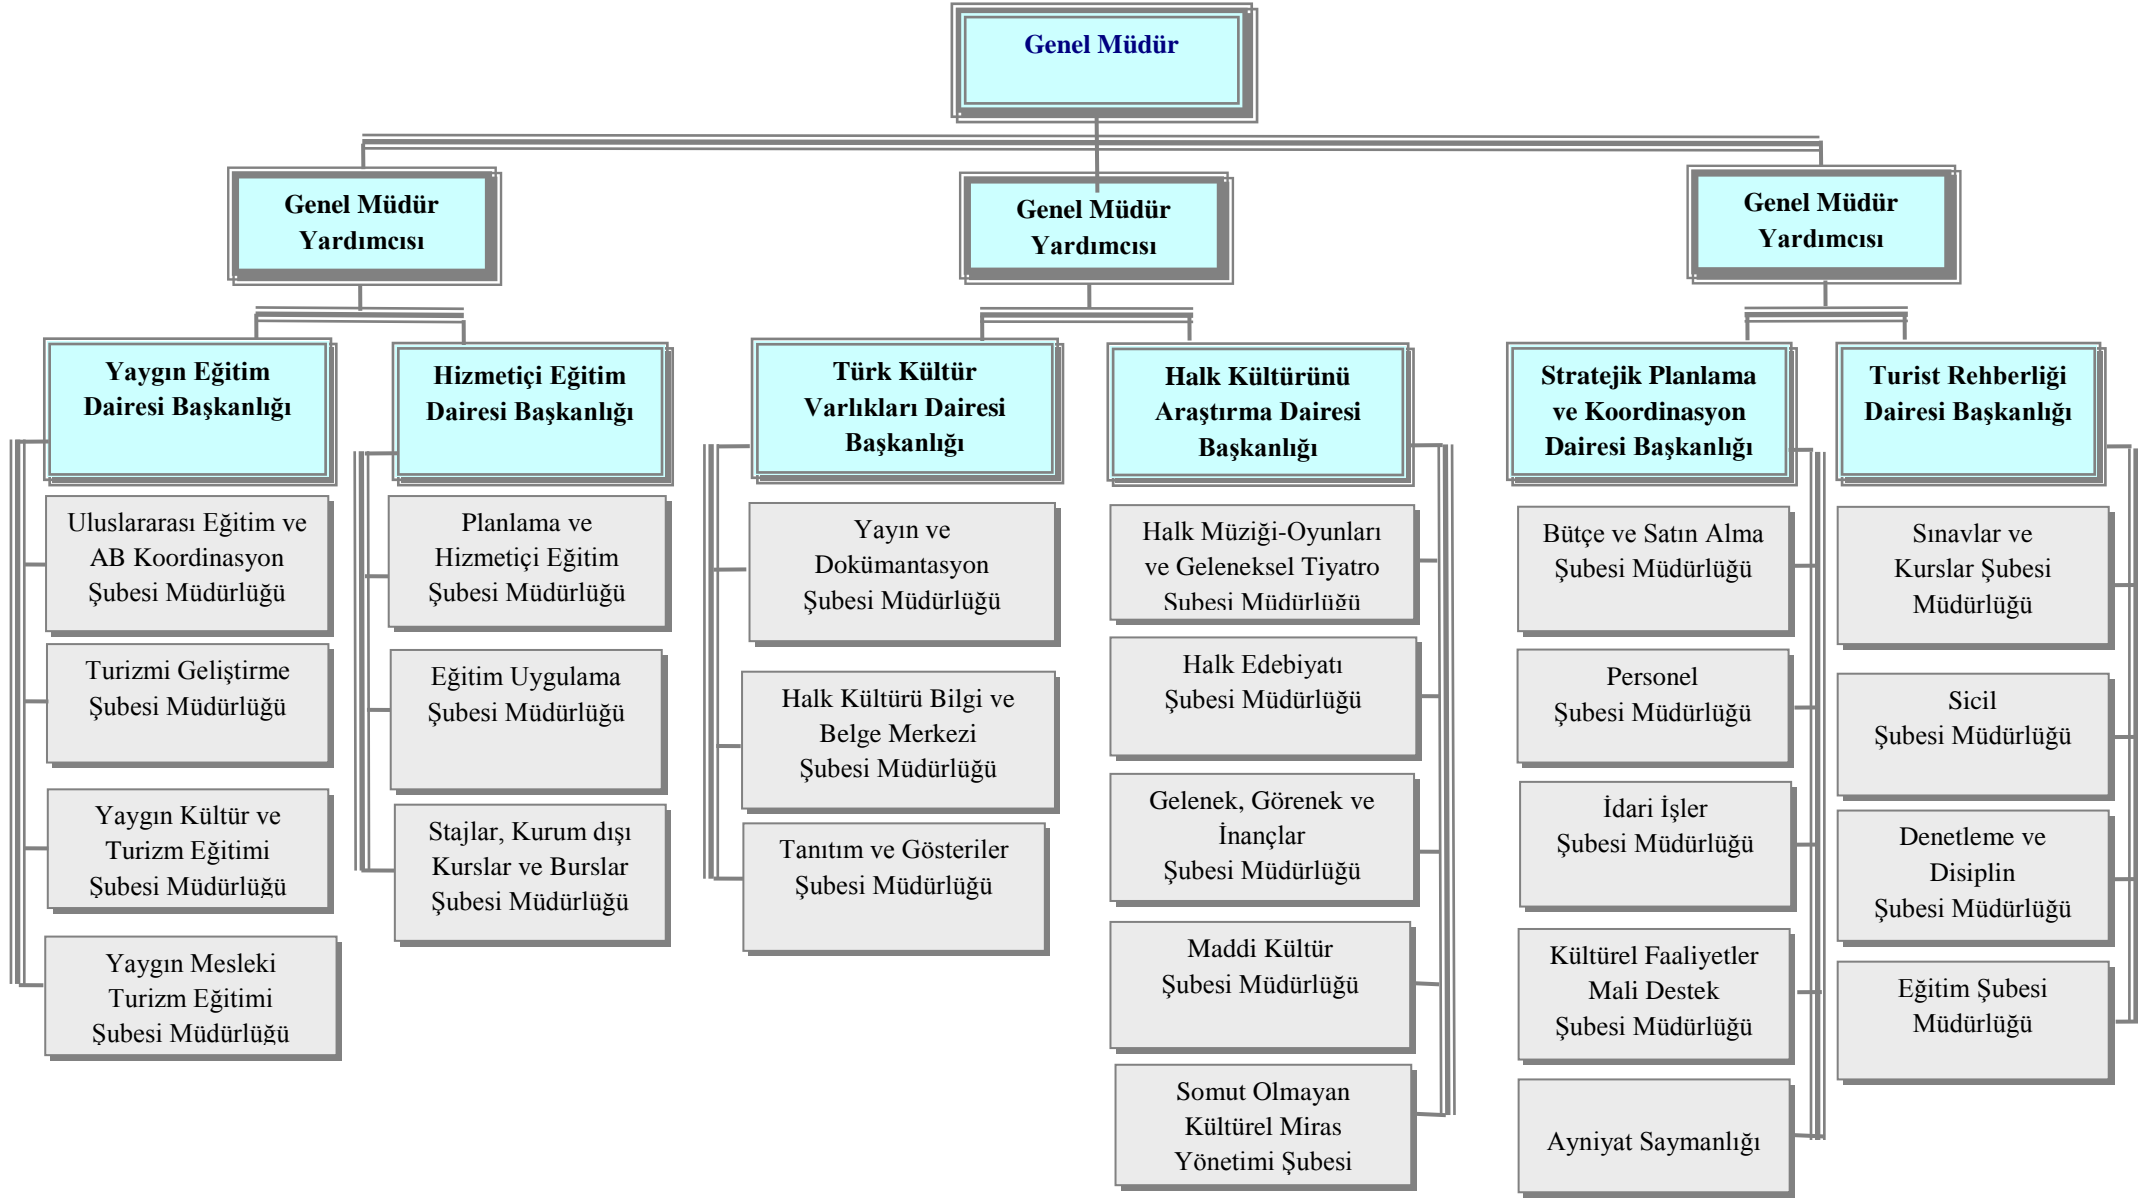 Genel Müdür
Genel Müdür
Yardımcısı
Genel Müdür
Yardımcısı
Genel Müdür
Yardımcısı
Yaygın Eğitim
Dairesi Başkanlığı
Hizmetiçi Eğitim
Dairesi Başkanlığı
Türk Kültür
Varlıkları Dairesi
Başkanlığı
Halk Kültürünü
Araştırma Dairesi
Başkanlığı
Stratejik Planlama
ve Koordinasyon
Dairesi Başkanlığı
Turist Rehberliği
Dairesi Başkanlığı
Uluslararası Eğitim ve
AB Koordinasyon
Şubesi Müdürlüğü
Turizmi Geliştirme
Şubesi Müdürlüğü
Yaygın Kültür ve
Turizm Eğitimi
Şubesi Müdürlüğü
Yaygın Mesleki
Turizm Eğitimi
Şubesi Müdürlüğü
Planlama ve
Hizmetiçi Eğitim
Şubesi Müdürlüğü
Eğitim Uygulama
Şubesi Müdürlüğü
Stajlar, Kurum dışı
Kurslar ve Burslar
Şubesi Müdürlüğü
Yayın ve
Dokümantasyon
Şubesi Müdürlüğü
Halk Kültürü Bilgi ve
Belge Merkezi
Şubesi Müdürlüğü
Tanıtım ve Gösteriler
Şubesi Müdürlüğü
Halk Müziği-Oyunları
ve Geleneksel Tiyatro
Şubesi Müdürlüğü
Halk Edebiyatı
Şubesi Müdürlüğü
Gelenek, Görenek ve
İnançlar
Şubesi Müdürlüğü
Maddi Kültür
Şubesi Müdürlüğü
Somut Olmayan
Kültürel Miras
Yönetimi Şubesi
Bütçe ve Satın Alma
Şubesi Müdürlüğü
Personel
Şubesi Müdürlüğü
İdari İşler
Şubesi Müdürlüğü
Kültürel Faaliyetler
Mali Destek
Şubesi Müdürlüğü
Ayniyat Saymanlığı
Sınavlar ve
Kurslar Şubesi
Müdürlüğü
Sicil
Şubesi Müdürlüğü
Denetleme ve
Disiplin
Şubesi Müdürlüğü
Eğitim Şubesi
Müdürlüğü